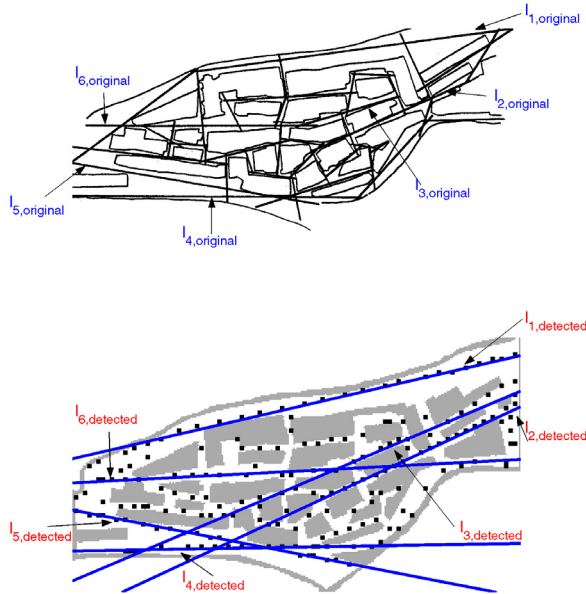 l1,original
l6,original
l2,original
l3,original
l5,original
l4,original
l1,detected
l6,detected
l2,detected
l5,detected
l3,detected
l4,detected